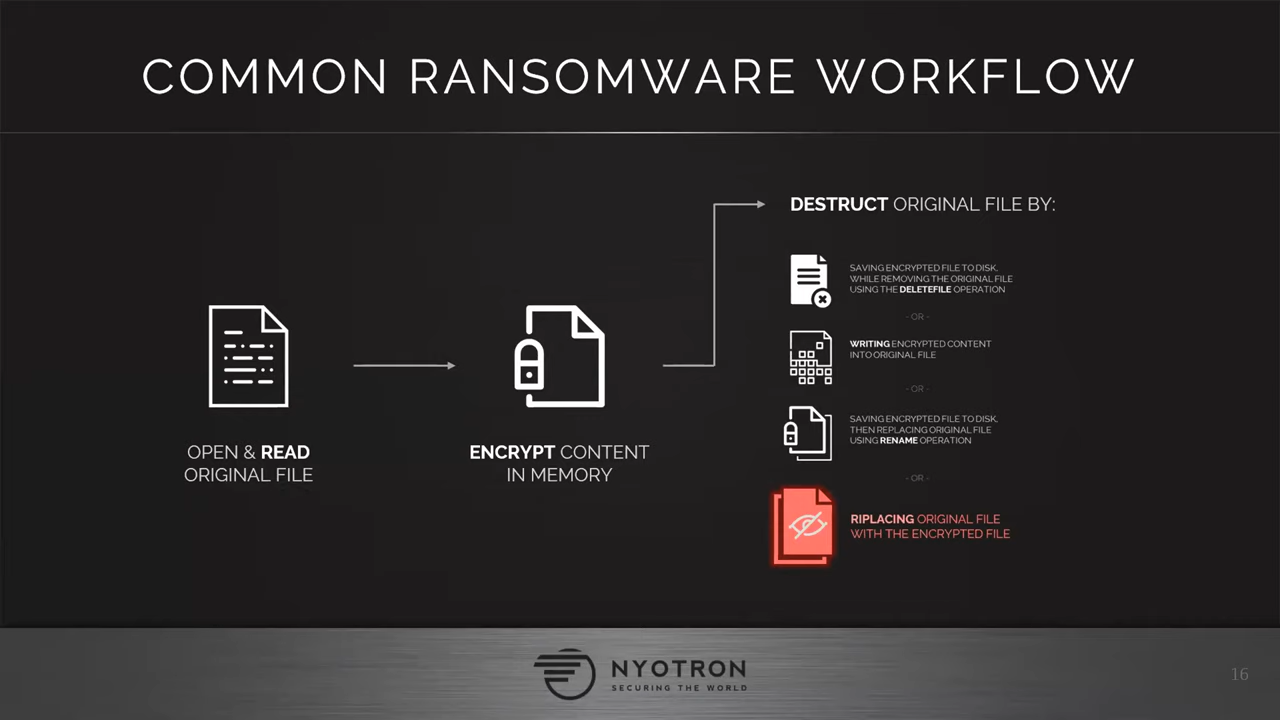 COMMON RANSOMWARE WORKFLOW
OPEN & READ
ORIGINAL FILE
ENCRYPT CONTENT
IN MEMORY
DESTRUCT ORIGINAL FILE BY:
SAVING ENCRYPTED FILE TO DISK,
WHILE REMOVING THE ORIGINAL FILE
USING THE DELETEFILE OPERATION
- OR -
WRITING ENCRYPTED CONTENT
INTO ORIGINAL FILE
- OR -
SAVING ENCRYPTED FILE TO DISK,
THEN REPLACING ORIGINAL FILE
USING RENAME OPERATION
- OR -
RIPLACING ORIGINAL FILE
WITH THE ENCRYPTED FILE
NYOTRON
SECURING THE WORLD
16